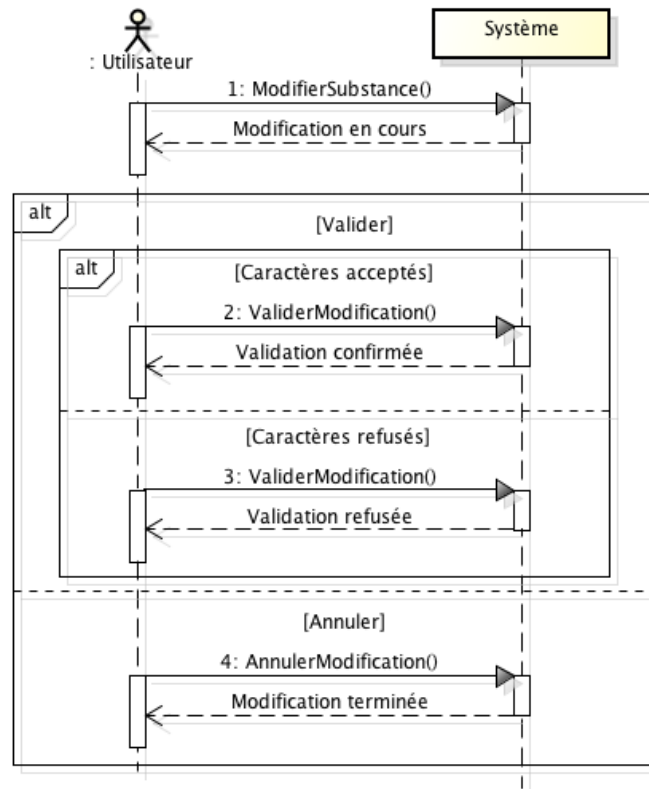 : Utilisateur
Système
1: ModifierSubstance()
Modification en cours
alt
[Valider]
alt
[Caractères acceptés]
2: ValiderModification()
Validation confirmée
[Caractères refusés]
3: ValiderModification()
Validation refusée
[Annuler]
4: AnnulerModification()
Modification terminée